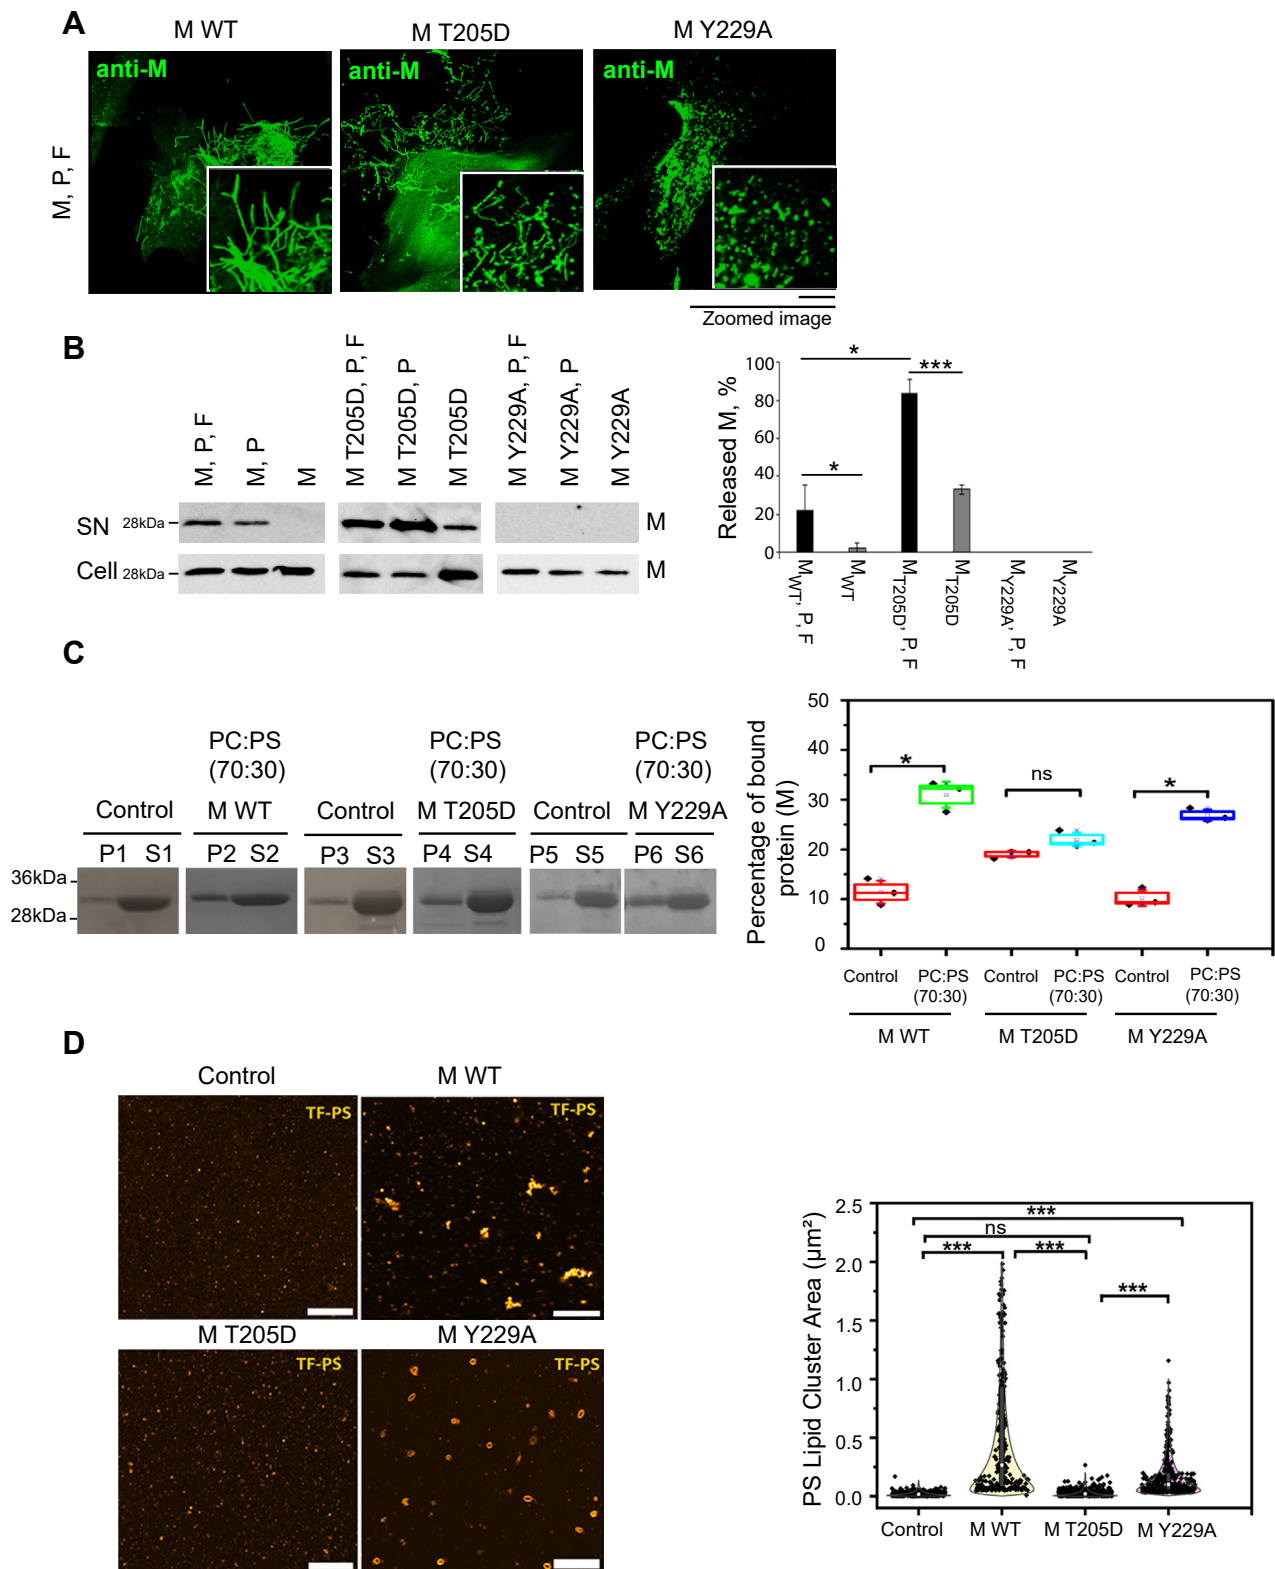 A
M WT
M T205D
M Y229A
M, P, F
anti-M
anti-M
anti-M
Zoomed image
B
M, P, F
M, P
M
M T205D, P, F
M T205D, P
M T205D
M Y229A, P, F
M Y229A, P
M Y229A
SN 28kDa M
Cell 28kDa M
Released M, %
100
80
60
40
20
0
*
*
***
M WT, P, F
M WT
M T205D, P, F
M T205D
M Y229A, P, F
M Y229A
C
PC:PS (70:30)
PC:PS (70:30)
PC:PS (70:30)
Control M WT Control M T205D Control M Y229A
P1 S1 P2 S2 P3 S3 P4 S4 P5 S5 P6 S6
36kDa
28kDa
Percentage of bound
protein (M)
50
40
30
20
10
0
* ns *
Control PC:PS (70:30) Control PC:PS (70:30) Control PC:PS (70:30)
M WT M T205D M Y229A
D
Control
M WT
TF-PS
TF-PS
M T205D
M Y229A
TF-PS
TF-PS
PS Lipid Cluster Area (µm²)
2.5
2.0
1.5
1.0
0.5
0.0
***
ns
*** ***
***
Control M WT M T205D M Y229A